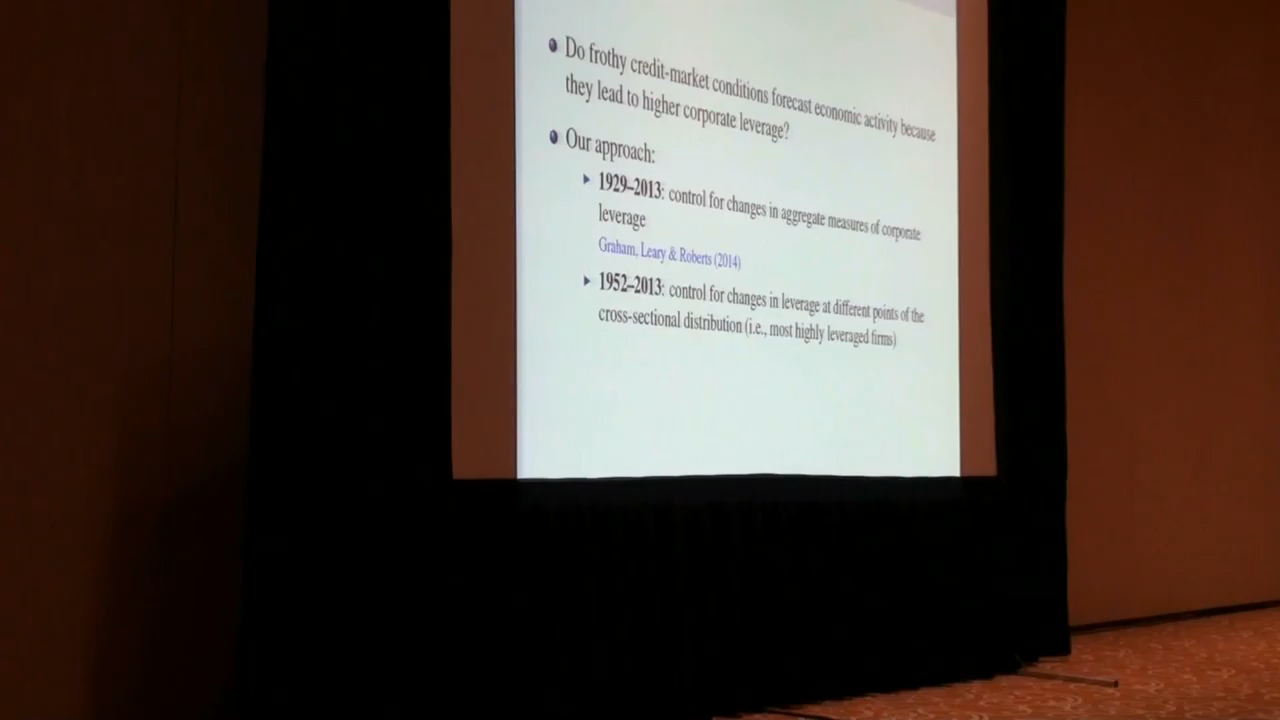 Do frothy credit-market conditions forecast economic activity because
they lead to higher corporate leverage?
Our approach:
1929–2013: control for changes in aggregate measures of corporate
leverage
Graham, Leary & Roberts (2014)
1952–2013: control for changes in leverage at different points of the
cross-sectional distribution (i.e., most highly leveraged firms)